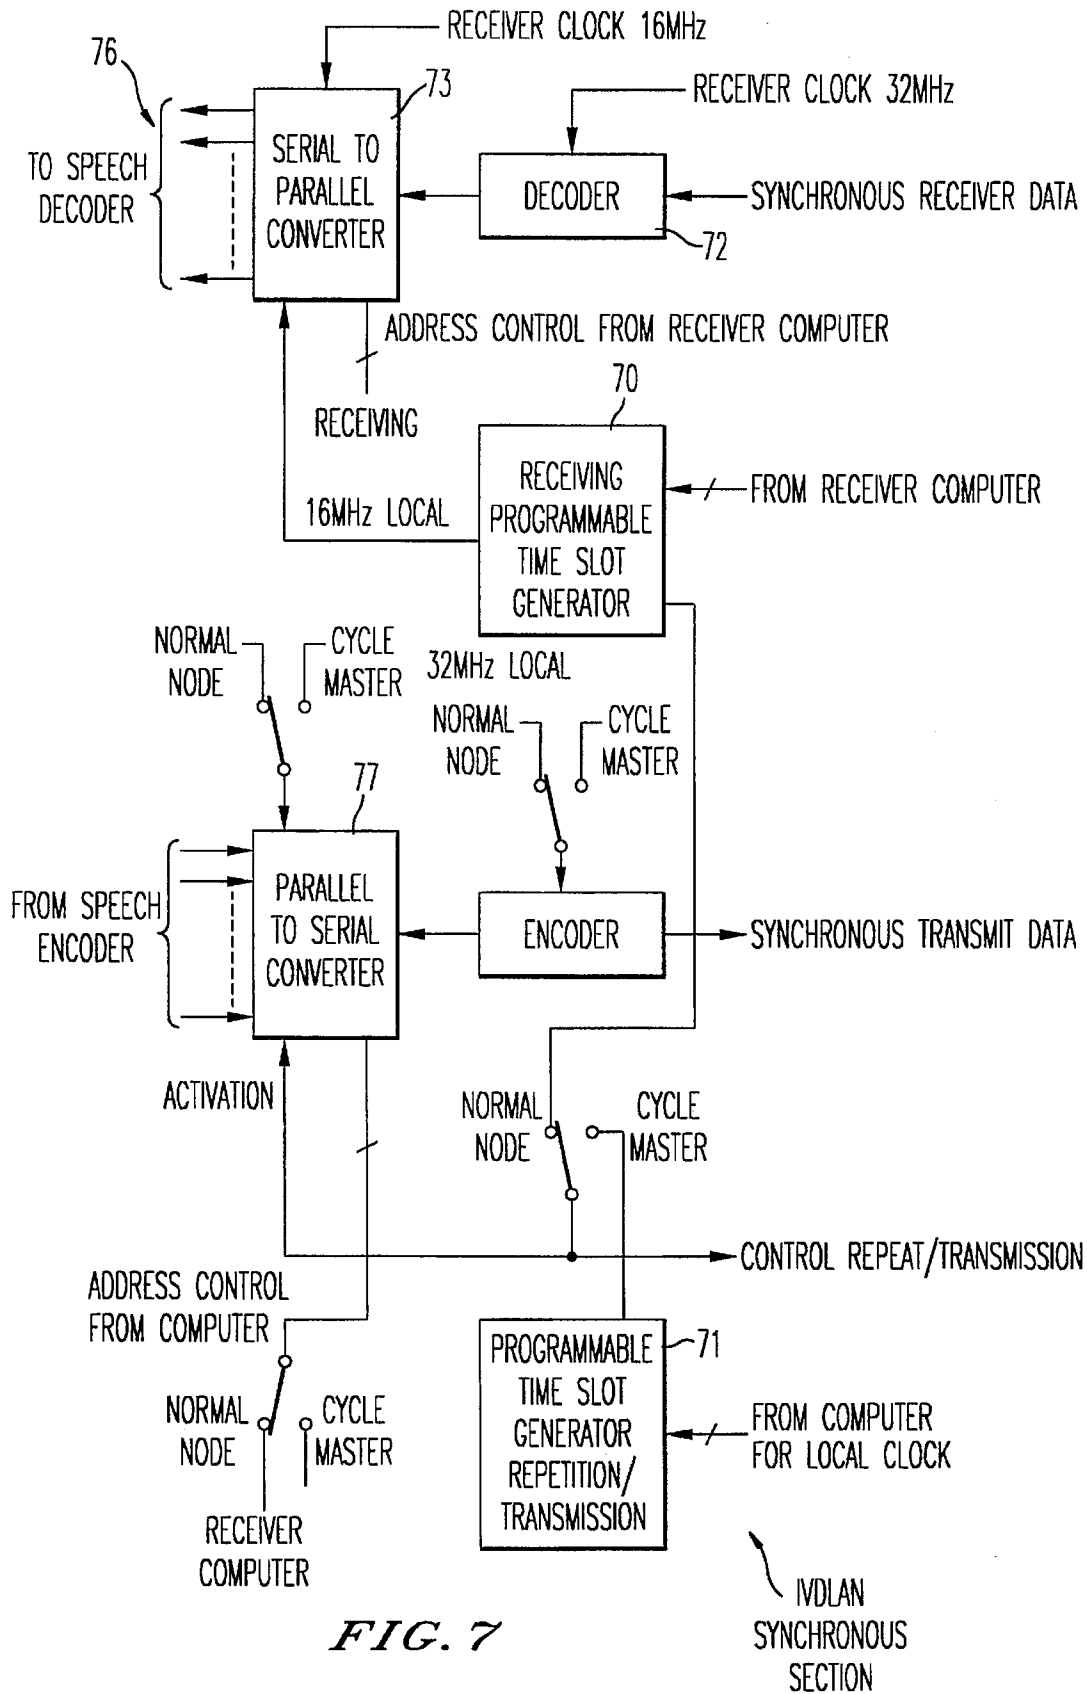 RECEIVER CLOCK 16MHz
76
73
RECEIVER CLOCK 32MHz
TO SPEECH
DECODER
SERIAL TO
PARALLEL
CONVERTER
DECODER
SYNCHRONOUS RECEIVER DATA
72
ADDRESS CONTROL FROM RECEIVER COMPUTER
RECEIVING
70
RECEIVING
PROGRAMMABLE
TIME SLOT
GENERATOR
FROM RECEIVER COMPUTER
16MHz LOCAL
NORMAL
NODE
CYCLE
MASTER
32MHz LOCAL
NORMAL
NODE
CYCLE
MASTER
77
FROM SPEECH
ENCODER
PARALLEL
TO SERIAL
CONVERTER
ENCODER
SYNCHRONOUS TRANSMIT DATA
ACTIVATION
NORMAL
NODE
CYCLE
MASTER
CONTROL REPEAT/TRANSMISSION
ADDRESS CONTROL
FROM COMPUTER
PROGRAMMABLE
TIME SLOT
GENERATOR
REPETITION/
TRANSMISSION
71
NORMAL
NODE
CYCLE
MASTER
FROM COMPUTER
FOR LOCAL CLOCK
RECEIVER
COMPUTER
IVDLAN
SYNCHRONOUS
SECTION
FIG. 7